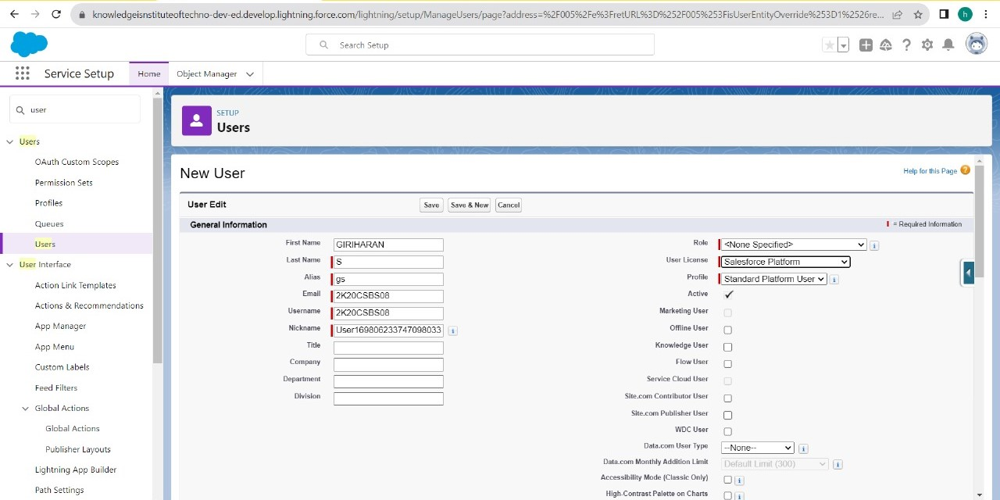 knowledgeisnstituteoftechno-dev-ed.develop.lightning.force.com/lightning/setup/ManageUsers/page?address=%2F005%2Fe%3FretURL%3D%252F005%253FisUserEntityOverride%253D1%2526re...
h
Search Setup
Service Setup
Home
Object Manager
user
Users
OAuth Custom Scopes
Permission Sets
Profiles
Queues
Users
User Interface
Action Link Templates
Actions & Recommendations
App Manager
App Menu
Custom Labels
Feed Filters
Global Actions
Global Actions
Publisher Layouts
Lightning App Builder
Path Settings
SETUP
Users
New User
Help for this Page
User Edit
Save
Save & New
Cancel
General Information
= Required Information
First Name GIRIHARAN
Last Name S
Alias gs
Email 2K20CSBS08
Username 2K20CSBS08
Nickname User169806233747098033
Title
Company
Department
Division
Role <None Specified>
User License Salesforce Platform
Profile Standard Platform User
Active
Marketing User
Offline User
Knowledge User
Flow User
Service Cloud User
Site.com Contributor User
Site.com Publisher User
WDC User
Data.com User Type --None--
Data.com Monthly Addition Limit Default Limit (300)
Accessibility Mode (Classic Only)
High-Contrast Palette on Charts